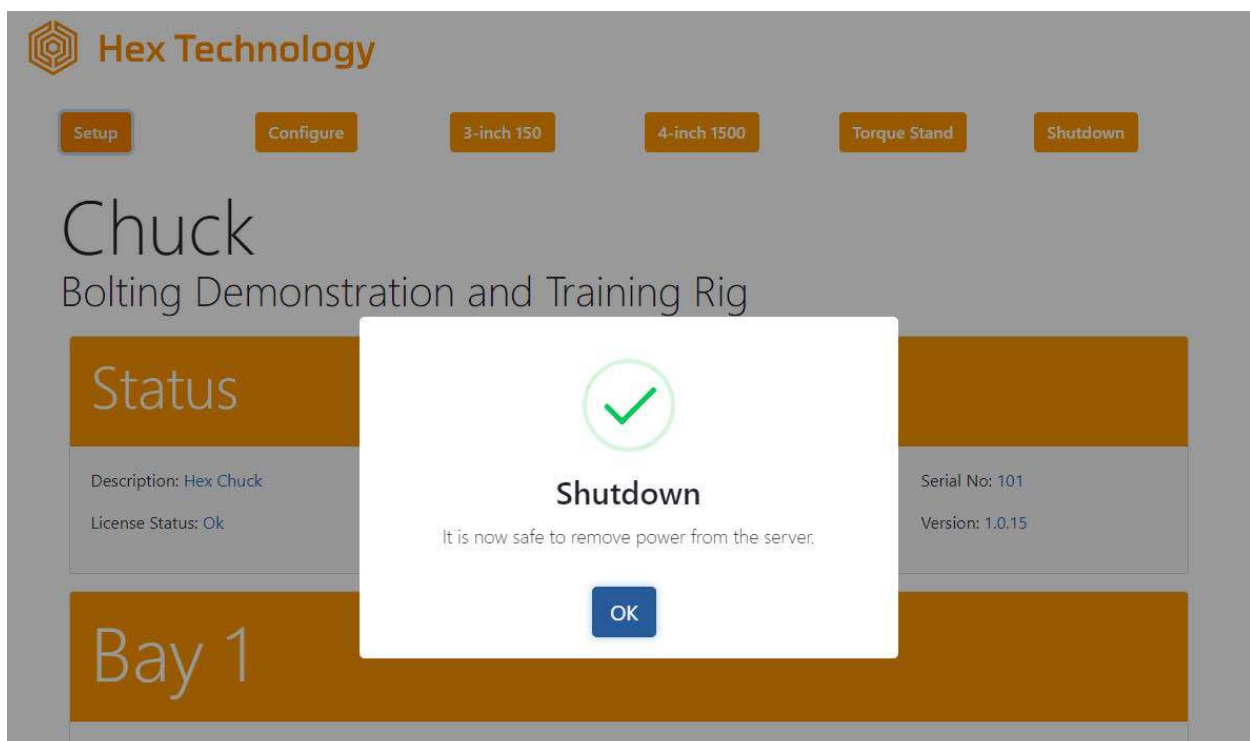 Hex Technology
Setup Configure 3-inch 150 4-inch 1500 Torque Stand Shutdown
Chuck
Bolting Demonstration and Training Rig
Status
Description: Hex Chuck
License Status: Ok
Serial No: 101
Version: 1.0.15
Shutdown
It is now safe to remove power from the server.
OK
Bay 1